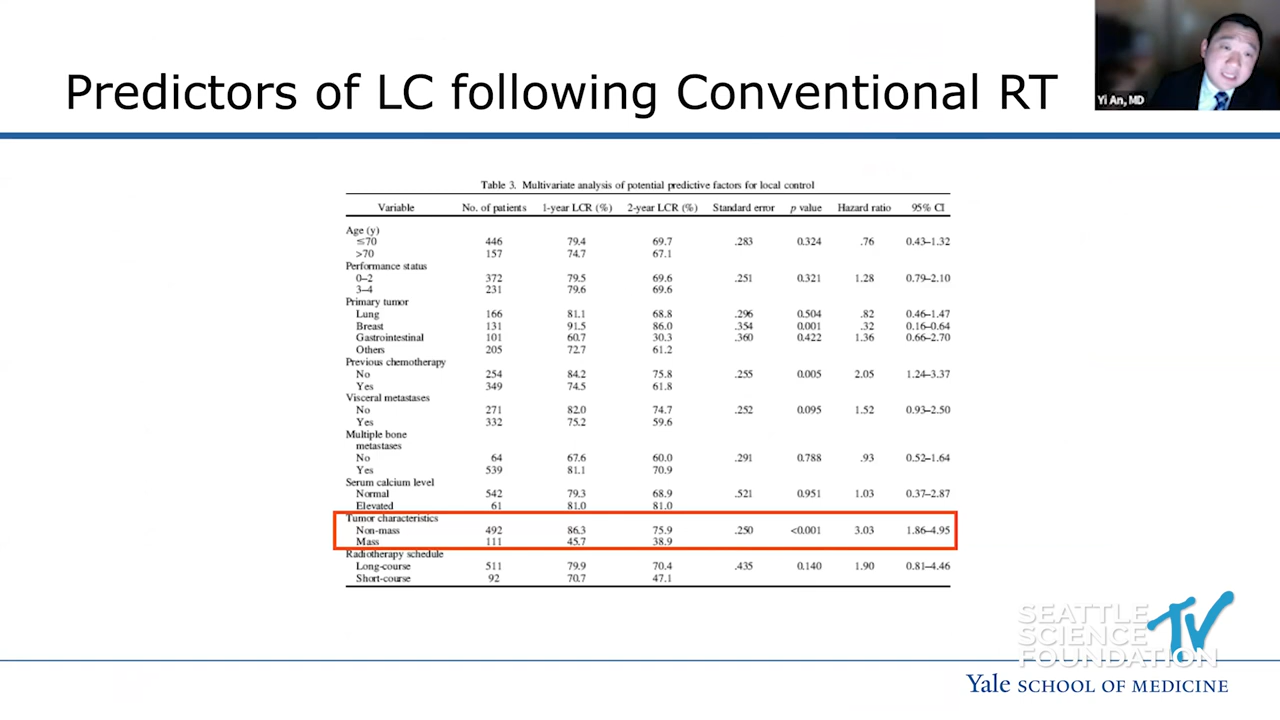 Predictors of LC following Conventional RT
Yi An, MD
Table 3. Multivariate analysis of potential predictive factors for local control
Variable No. of patients 1-year LCR (%) 2-year LCR (%) Standard error p value Hazard ratio 95% CI
Age (y)
≤70 446 79.4 69.7 .283 0.324 .76 0.43–1.32
>70 157 74.7 67.1
Performance status
0–2 372 79.5 69.6 .251 0.321 1.28 0.79–2.10
3–4 231 79.6 69.6
Primary tumor
Lung 166 81.1 68.8 .296 0.504 .82 0.46–1.47
Breast 131 91.5 86.0 .354 0.001 .32 0.16–0.64
Gastrointestinal 101 60.7 30.3 .360 0.422 1.36 0.66–2.70
Others 205 72.7 61.2
Previous chemotherapy
No 254 84.2 75.8 .255 0.005 2.05 1.24–3.37
Yes 349 74.5 61.8
Visceral metastases
No 271 82.0 74.7 .252 0.095 1.52 0.93–2.50
Yes 332 75.2 59.6
Multiple bone
metastases
No 64 67.6 60.0 .291 0.788 .93 0.52–1.64
Yes 539 81.1 70.9
Serum calcium level
Normal 542 79.3 68.9 .521 0.951 1.03 0.37–2.87
Elevated 61 81.0 81.0
Tumor characteristics
Non-mass 492 86.3 75.9 .250 <0.001 3.03 1.86–4.95
Mass 111 45.7 38.9
Radiotherapy schedule
Long-course 511 79.9 70.4 .435 0.140 1.90 0.81–4.46
Short-course 92 70.7 47.1
SEATTLE
SCIENCE
FOUNDATION
TV
Yale SCHOOL OF MEDICINE